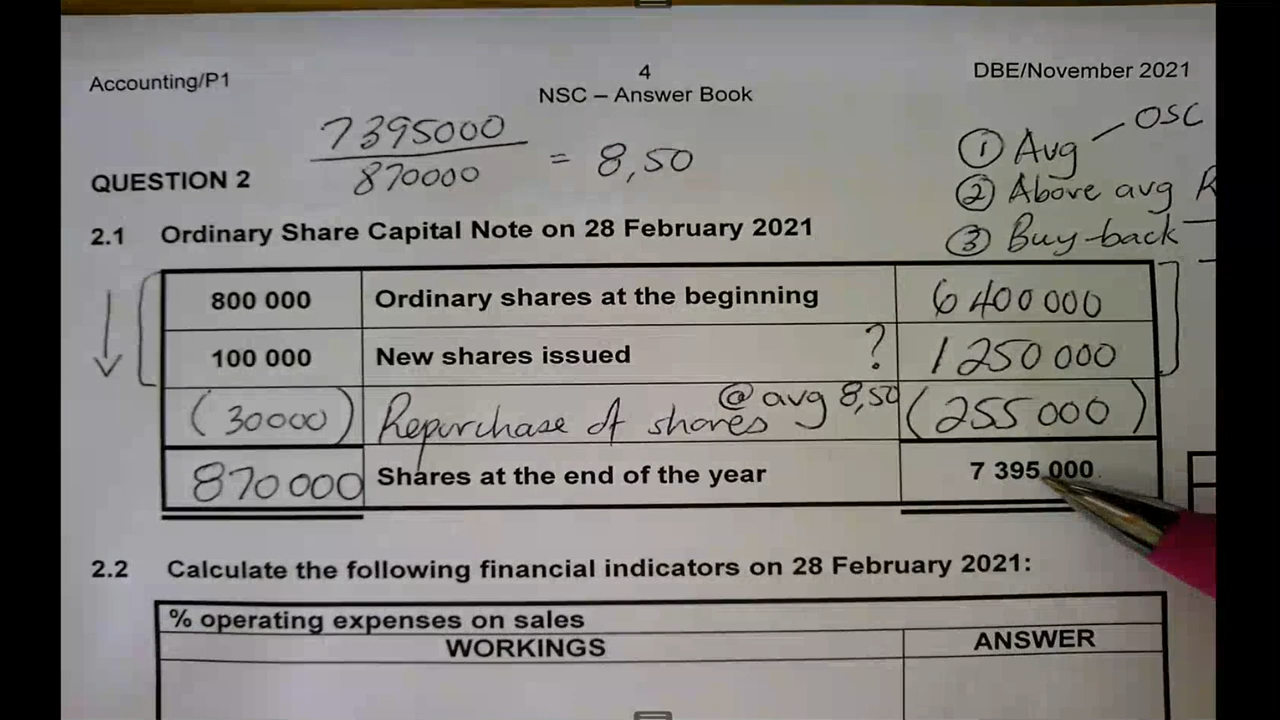 Accounting/P1
4
DBE/November 2021
NSC – Answer Book
7395000
870000
= 8,50
① Avg — OSC
② Above avg
③ Buy-back —
QUESTION 2
2.1 Ordinary Share Capital Note on 28 February 2021
800 000 Ordinary shares at the beginning 6 400 000
100 000 New shares issued ? 1 250 000
@ avg 8,50
(30000) Repurchase of shares (255 000)
870 000 Shares at the end of the year 7 395 000
2.2 Calculate the following financial indicators on 28 February 2021:
% operating expenses on sales
WORKINGS ANSWER